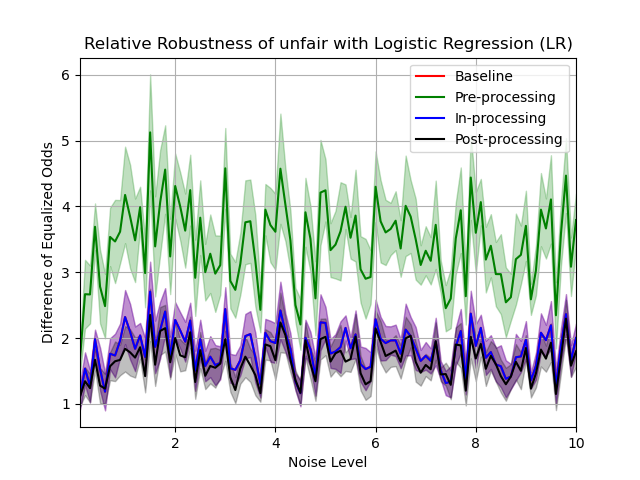 Relative Robustness of unfair with Logistic Regression (LR)
Difference of Equalized Odds
6
5
4
3
2
1
Baseline
Pre-processing
In-processing
Post-processing
2
4
6
8
10
Noise Level